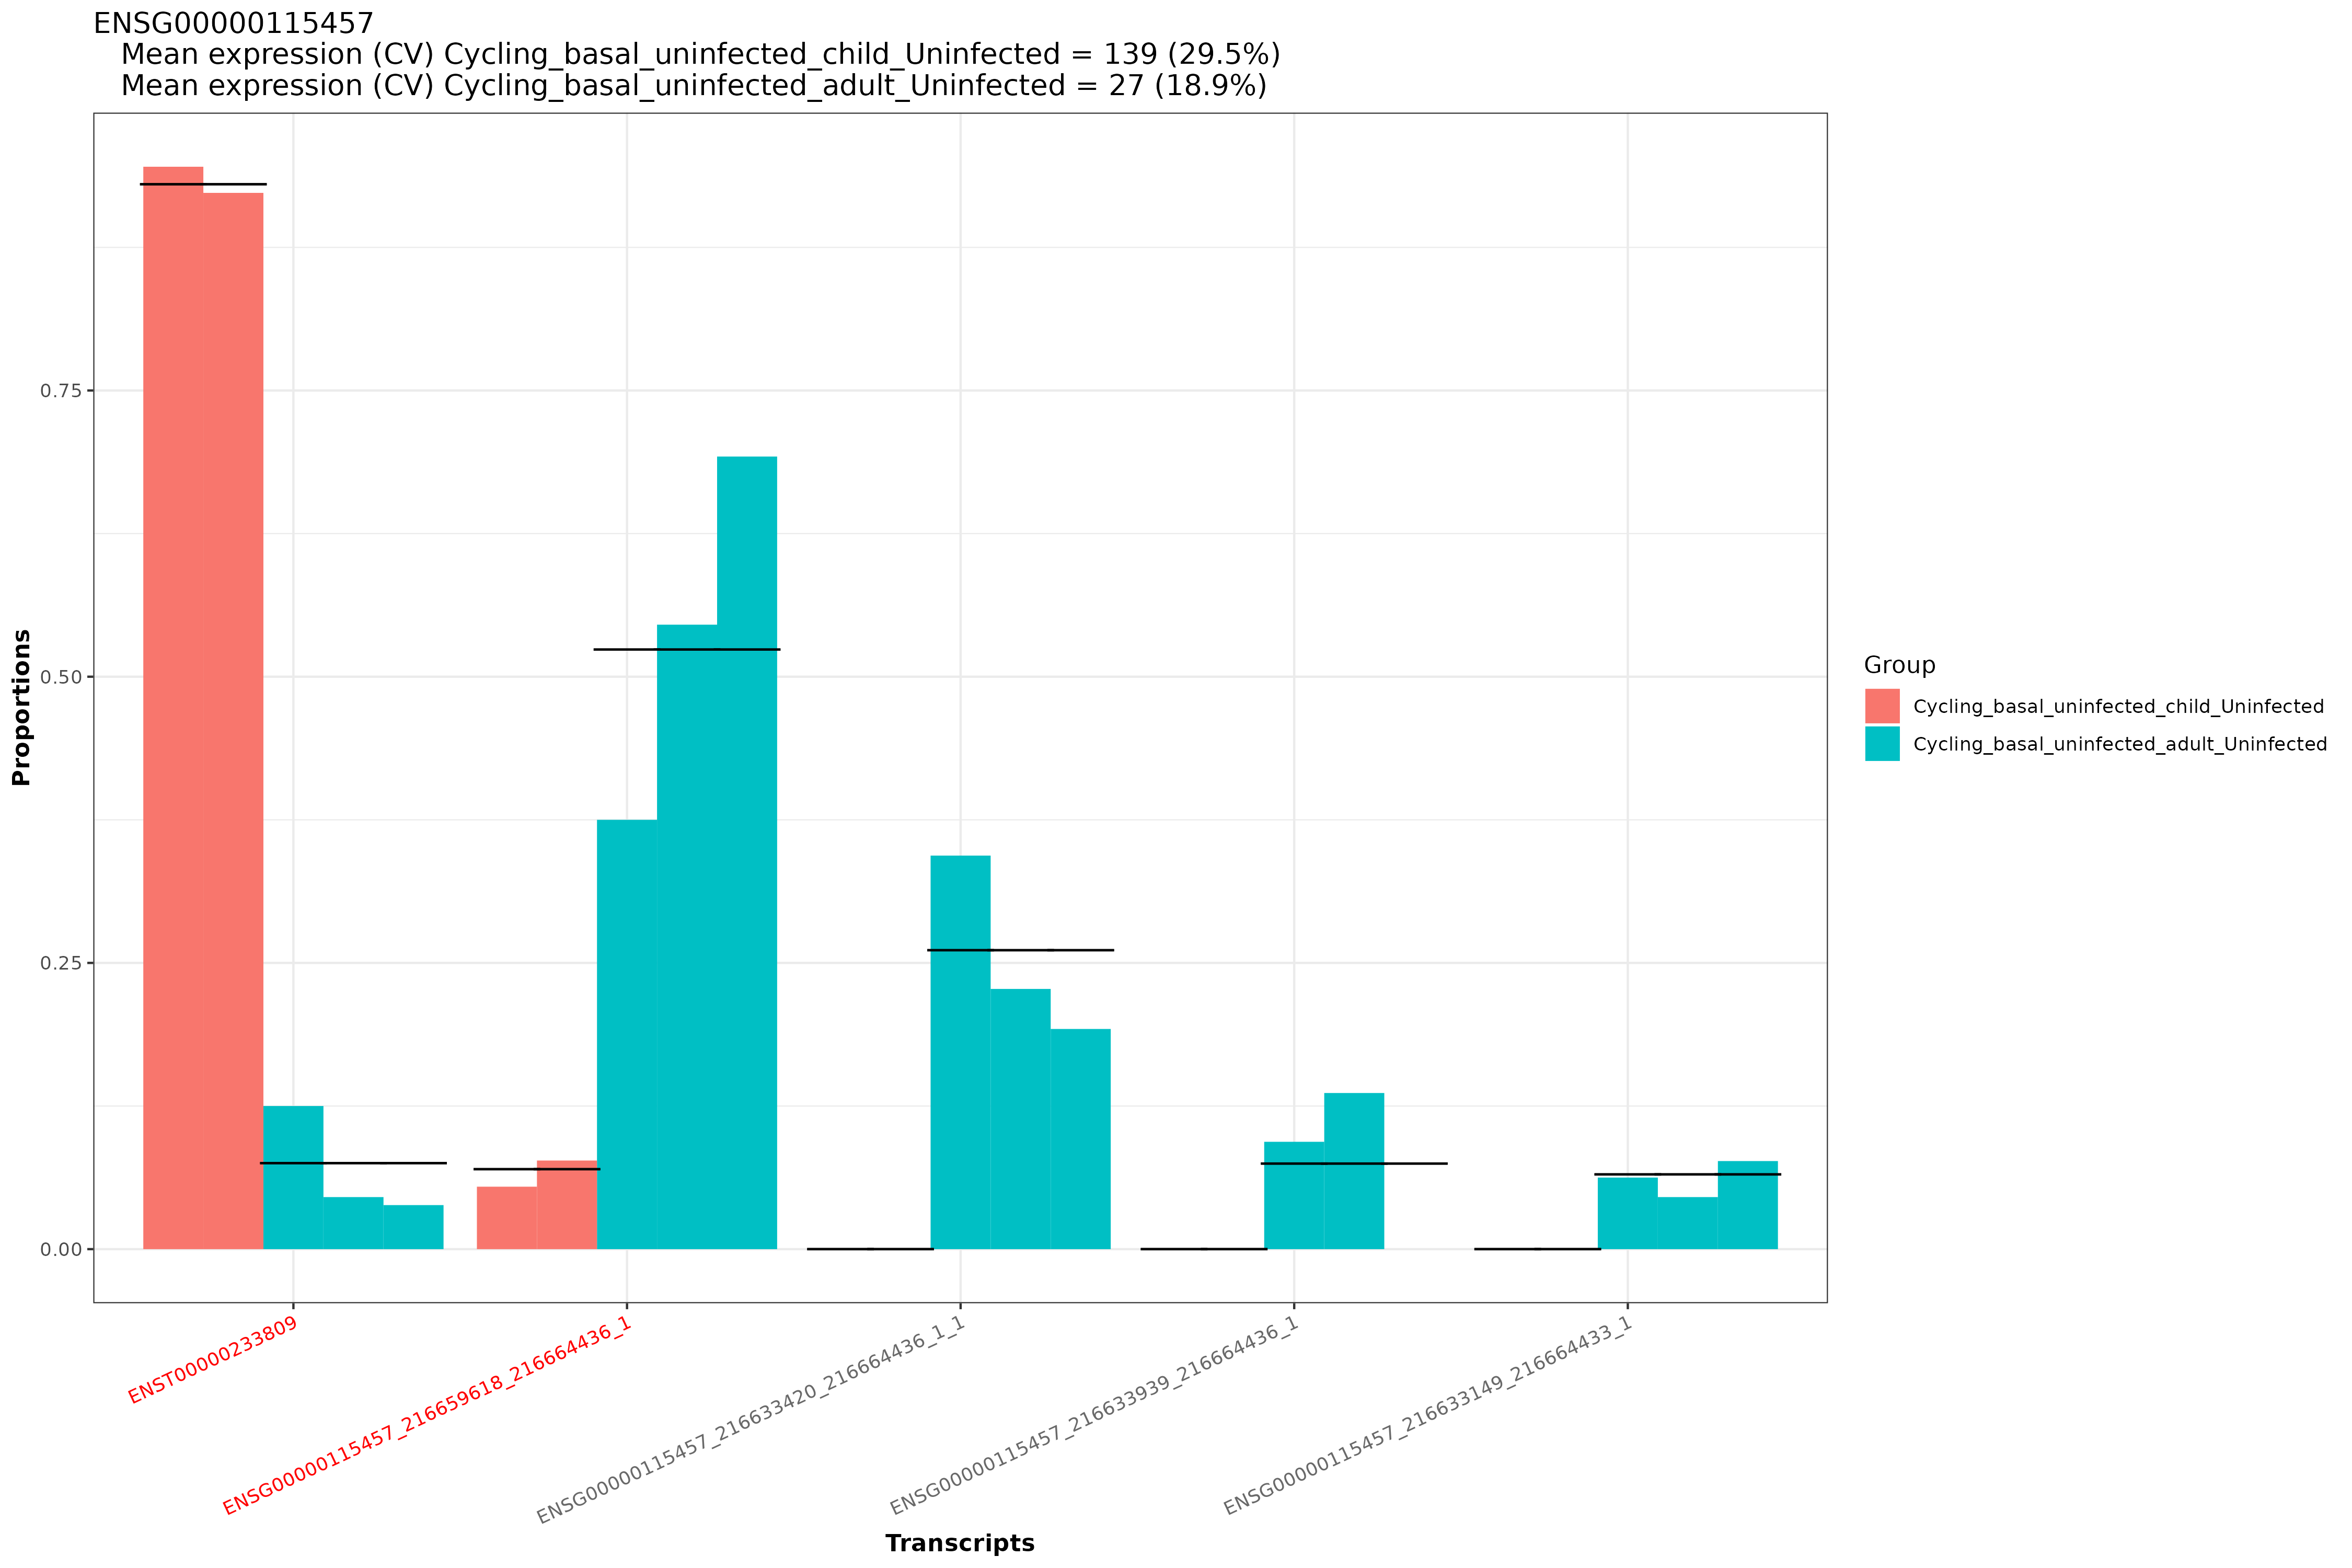 ENSG00000115457
Mean expression (CV) Cycling_basal_uninfected_child_Uninfected = 139 (29.5%)
Mean expression (CV) Cycling_basal_uninfected_adult_Uninfected = 27 (18.9%)
Proportions
0.75
0.50
0.25
0.00
ENST00000233809
ENSG00000115457_216659618_216664436_1
ENSG00000115457_216633420_216664436_1_1
ENSG00000115457_216633939_216664436_1
ENSG00000115457_216633149_216664433_1
Transcripts
Group
Cycling_basal_uninfected_child_Uninfected
Cycling_basal_uninfected_adult_Uninfected